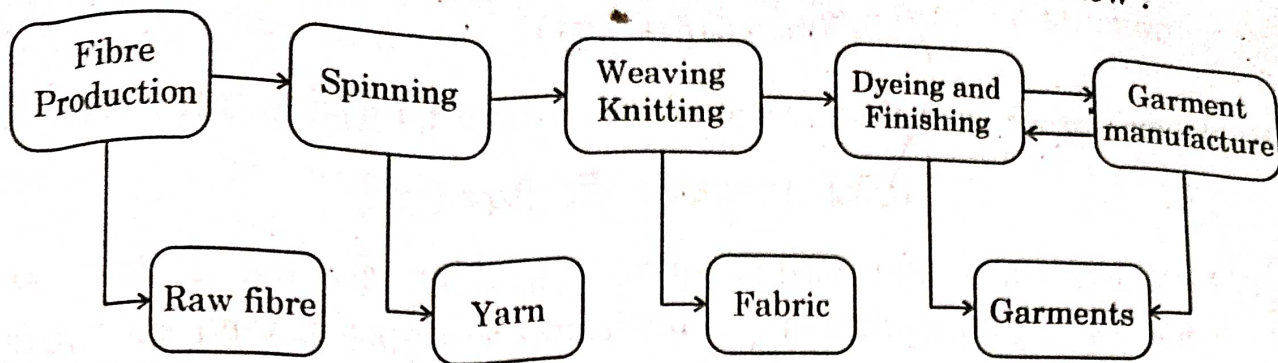 Fibre
Production
Spinning
Weaving
Knitting
Dyeing and
Finishing
Garment
manufacture
Raw fibre
Yarn
Fabric
Garments